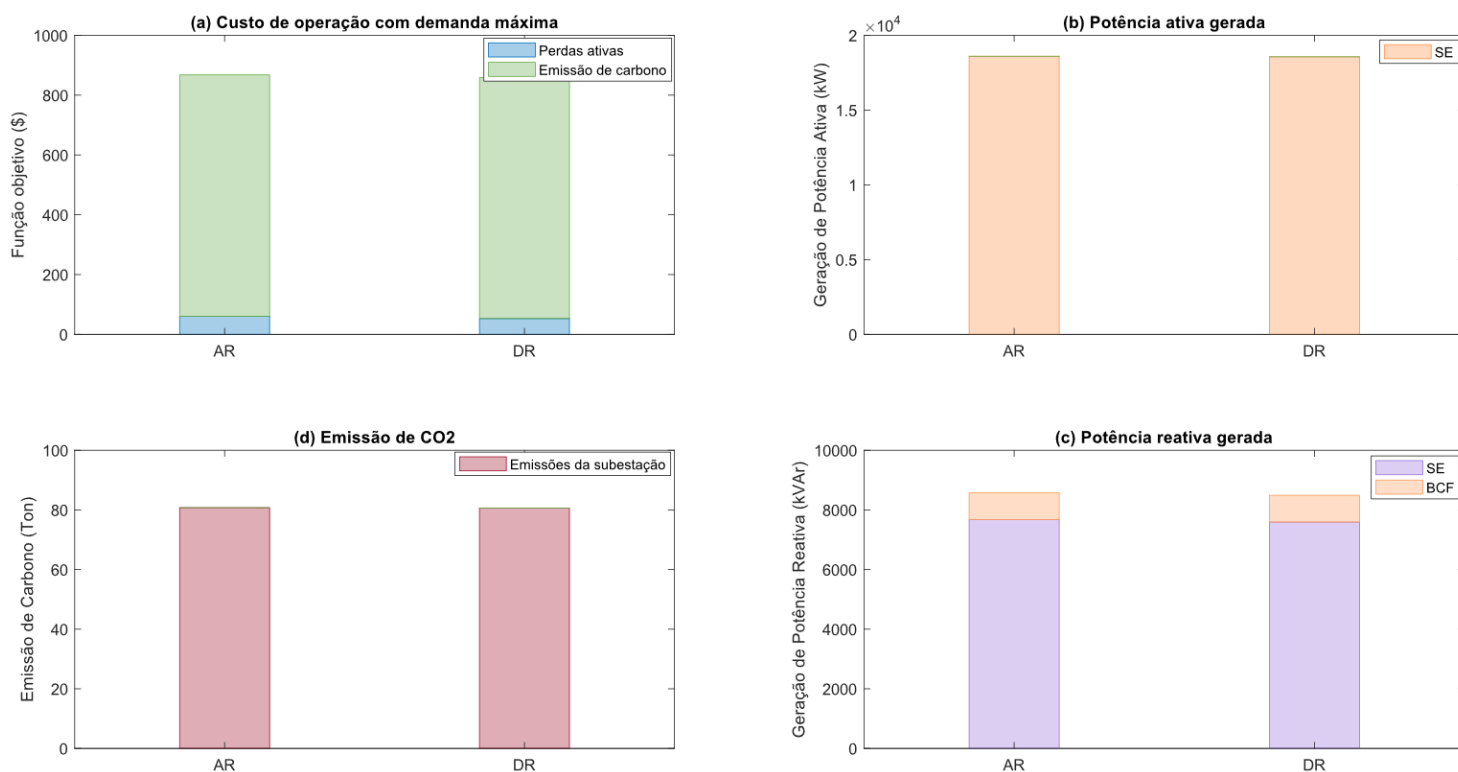 (a) Custo de operação com demanda máxima
Função objetivo ($)
1000
800
600
400
200
0
AR
DR
Perdas ativas
Emissão de carbono
(b) Potência ativa gerada
×10⁴
Geração de Potência Ativa (kW)
2
1.5
1
0.5
0
AR
DR
SE
(d) Emissão de CO2
Emissão de Carbono (Ton)
100
80
60
40
20
0
AR
DR
Emissões da subestação
(c) Potência reativa gerada
Geração de Potência Reativa (kVAr)
10000
8000
6000
4000
2000
0
AR
DR
SE
BCF